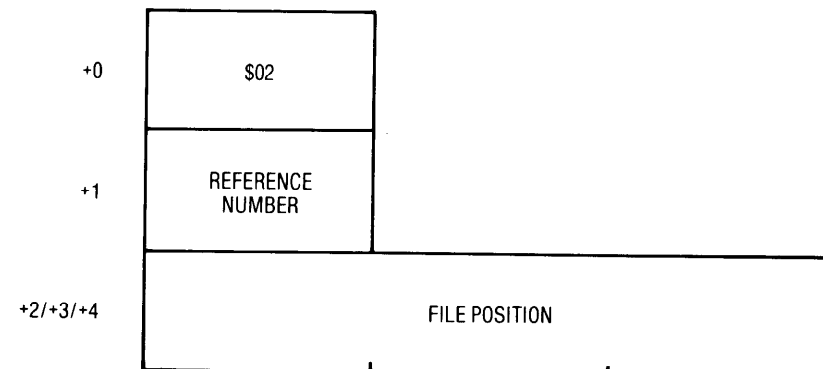 +0 $02
+1 REFERENCE
NUMBER
+2/+3/+4 FILE POSITION